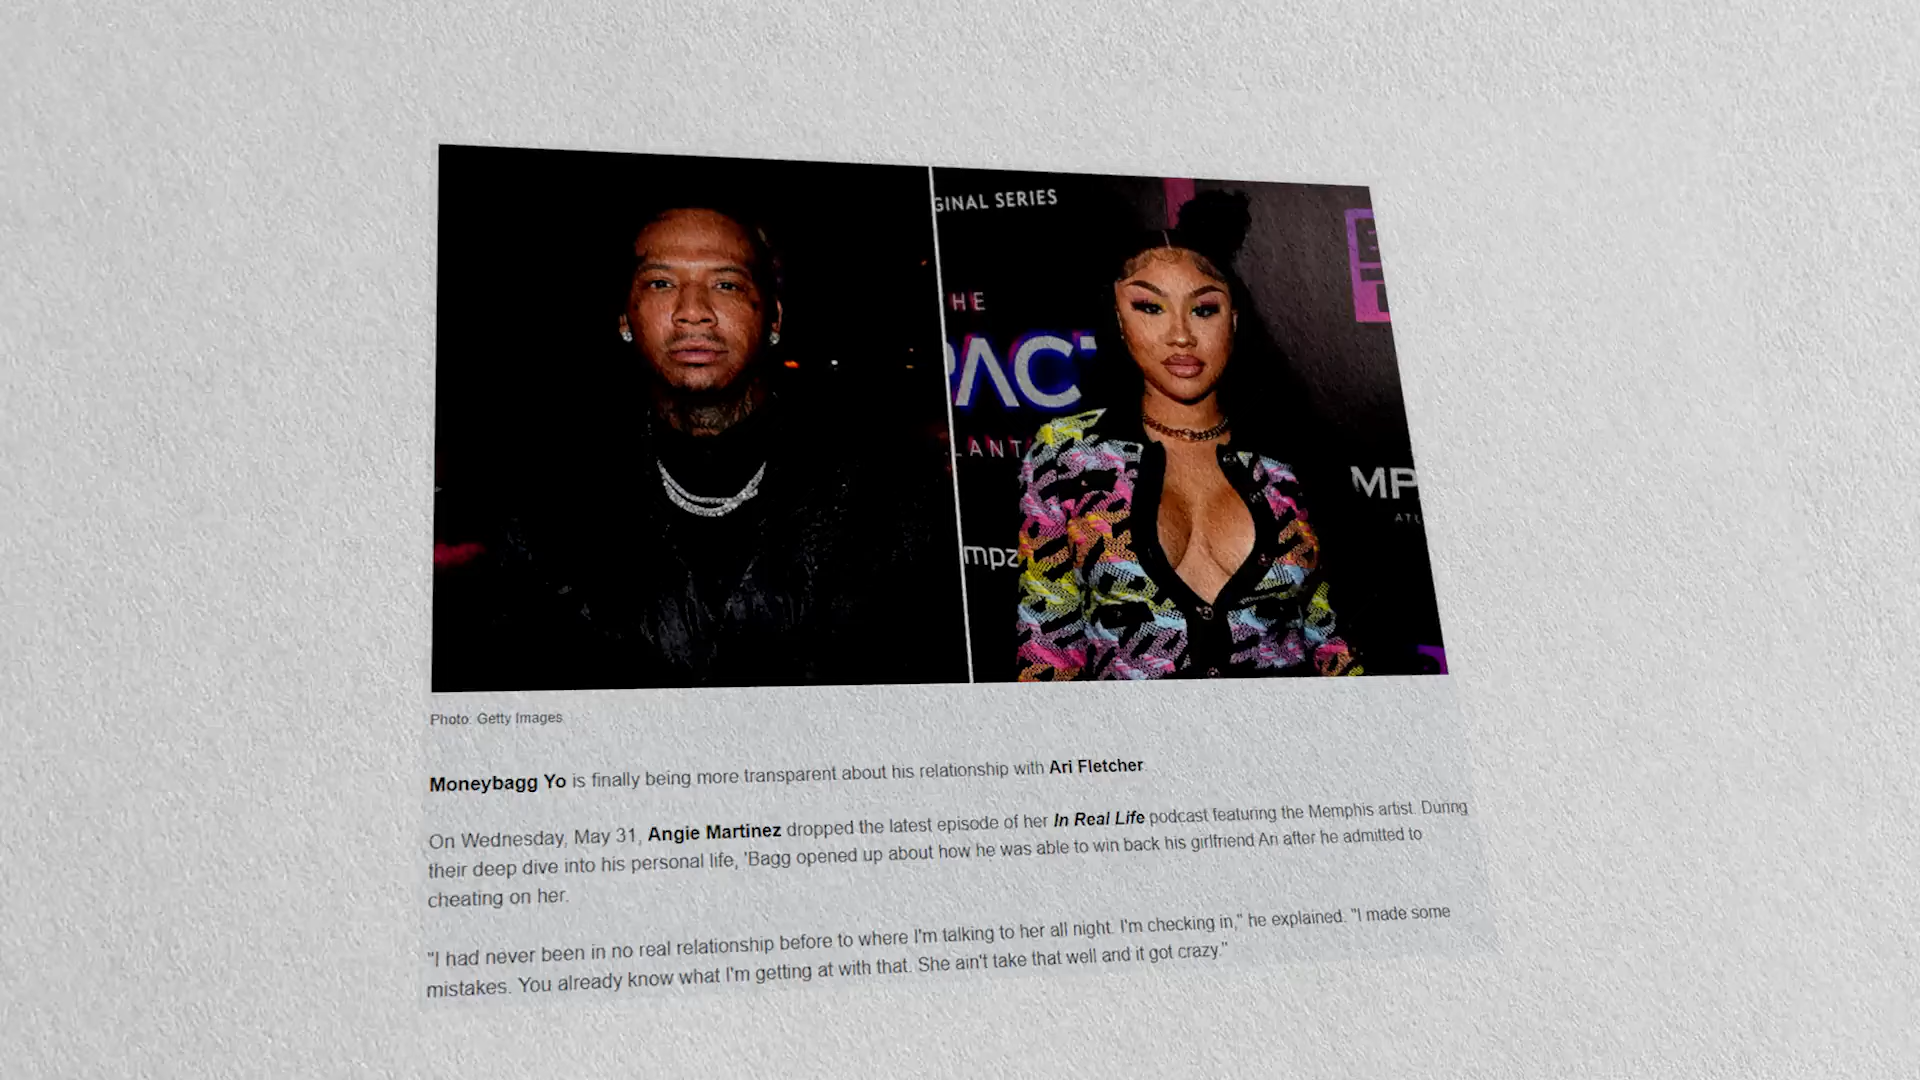 GINAL SERIES
HE
PACT
LANT
mpz
MP
ATL
Photo: Getty Images
Moneybagg Yo is finally being more transparent about his relationship with Ari Fletcher.
On Wednesday, May 31, Angie Martinez dropped the latest episode of her In Real Life podcast featuring the Memphis artist. During
their deep dive into his personal life, 'Bagg opened up about how he was able to win back his girlfriend Ari after he admitted to
cheating on her.
"I had never been in no real relationship before to where I'm talking to her all night. I'm checking in," he explained. "I made some
mistakes. You already know what I'm getting at with that. She ain't take that well and it got crazy."